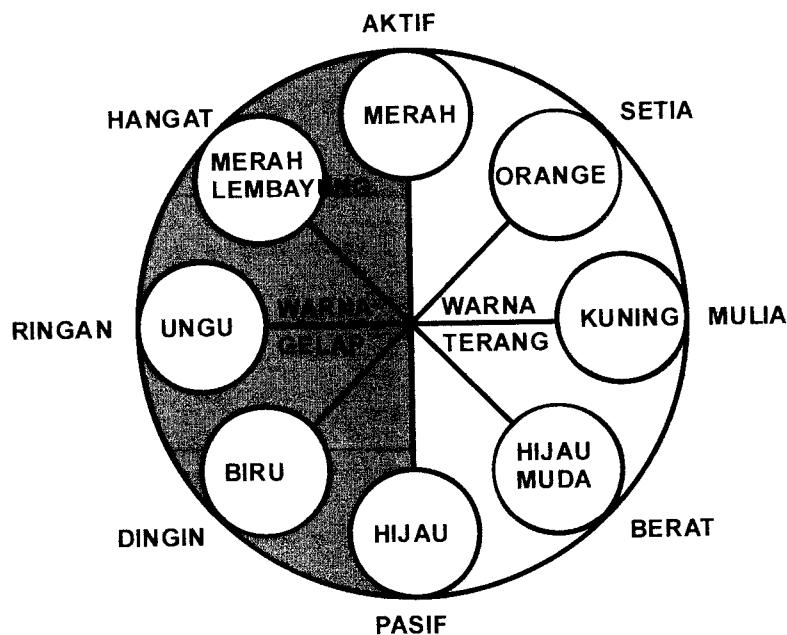 AKTIF
HANGAT
MERAH
SETIA
MERAH
LEMBAYUNG
ORANGE
RINGAN
UNGU
WARNA
GELAP
WARNA
TERANG
KUNING
MULIA
BIRU
HIJAU
MUDA
DINGIN
HIJAU
BERAT
PASIF